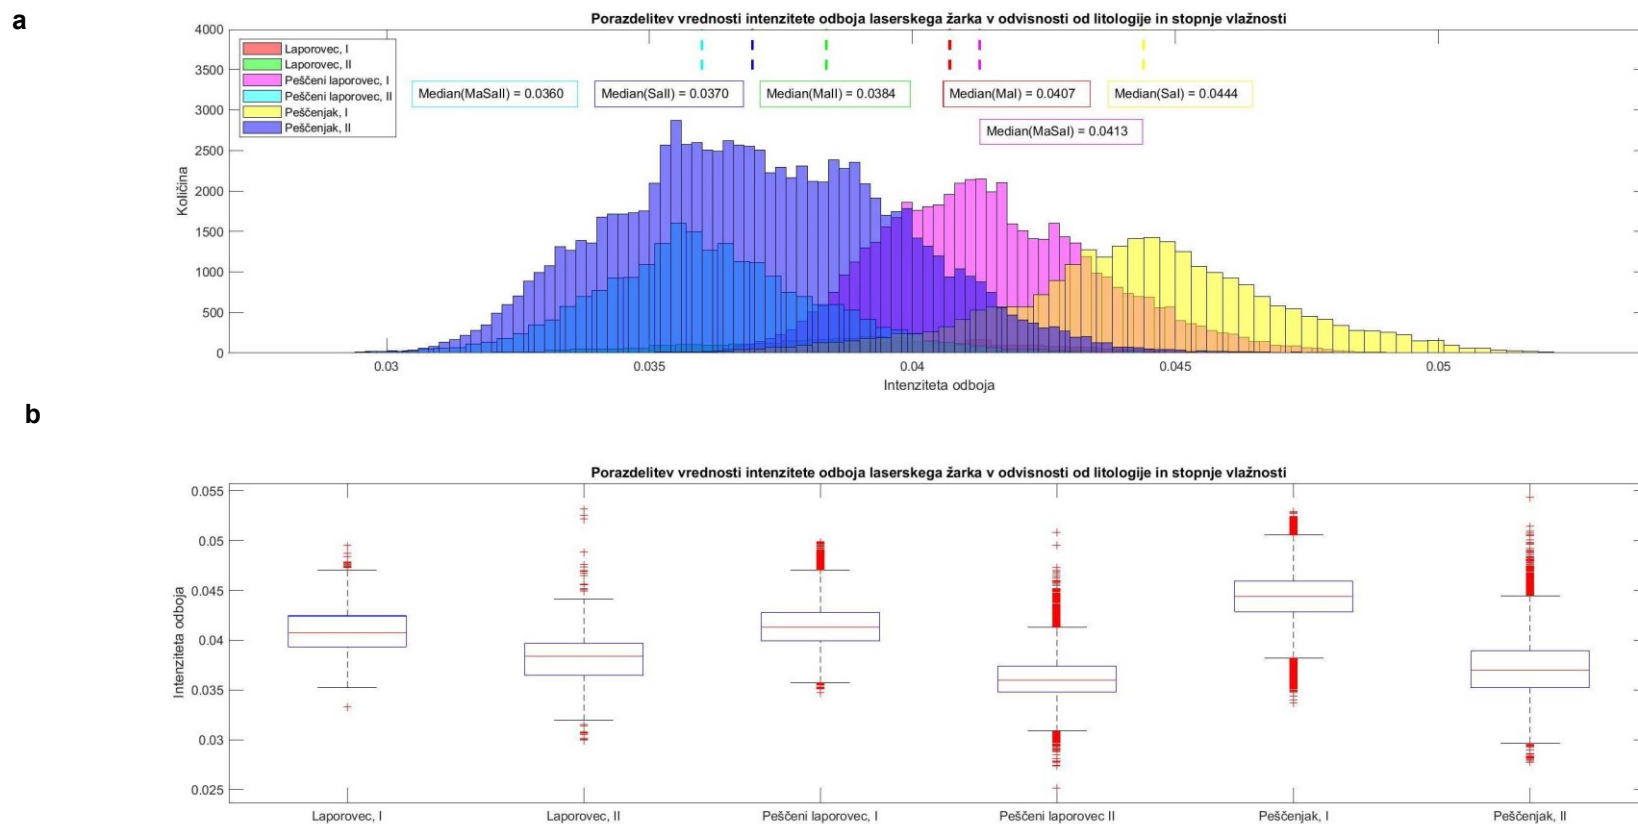 a
Porazdelitev vrednosti intenzitete odboja laserskega žarka v odvisnosti od litologije in stopnje vlažnosti
4000
3500
3000
2500
2000
1500
1000
500
0
Količina
Laporovec, I
Laporovec, II
Peščeni laporovec, I
Peščeni laporovec, II
Peščenjak, I
Peščenjak, II
Median(MaSaII) = 0.0360
Median(SaII) = 0.0370
Median(MaII) = 0.0384
Median(MaI) = 0.0407
Median(SaI) = 0.0444
Median(MaSaI) = 0.0413
0.03 0.035 0.04 0.045 0.05
Intenziteta odboja
b
Porazdelitev vrednosti intenzitete odboja laserskega žarka v odvisnosti od litologije in stopnje vlažnosti
0.055
0.05
0.045
0.04
0.035
0.03
0.025
Intenziteta odboja
Laporovec, I Laporovec, II Peščeni laporovec, I Peščeni laporovec II Peščenjak, I Peščenjak, II